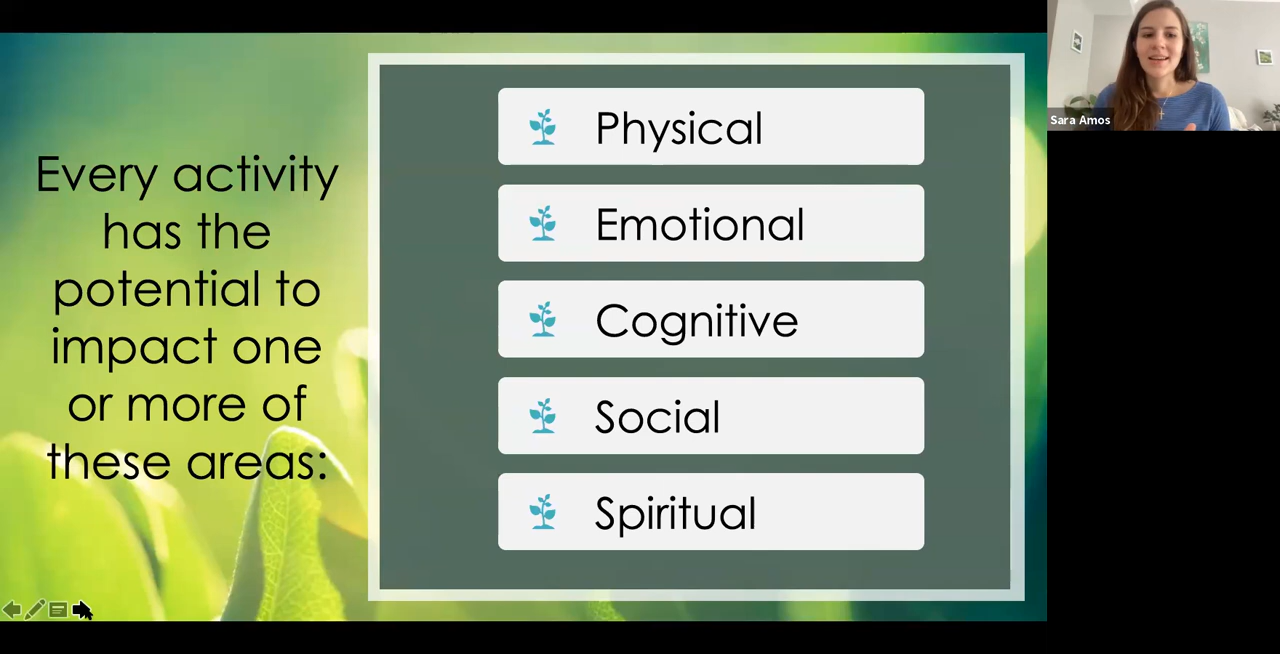 Every activity
has the
potential to
impact one
or more of
these areas:
Physical
Emotional
Cognitive
Social
Spiritual
Sara Amos